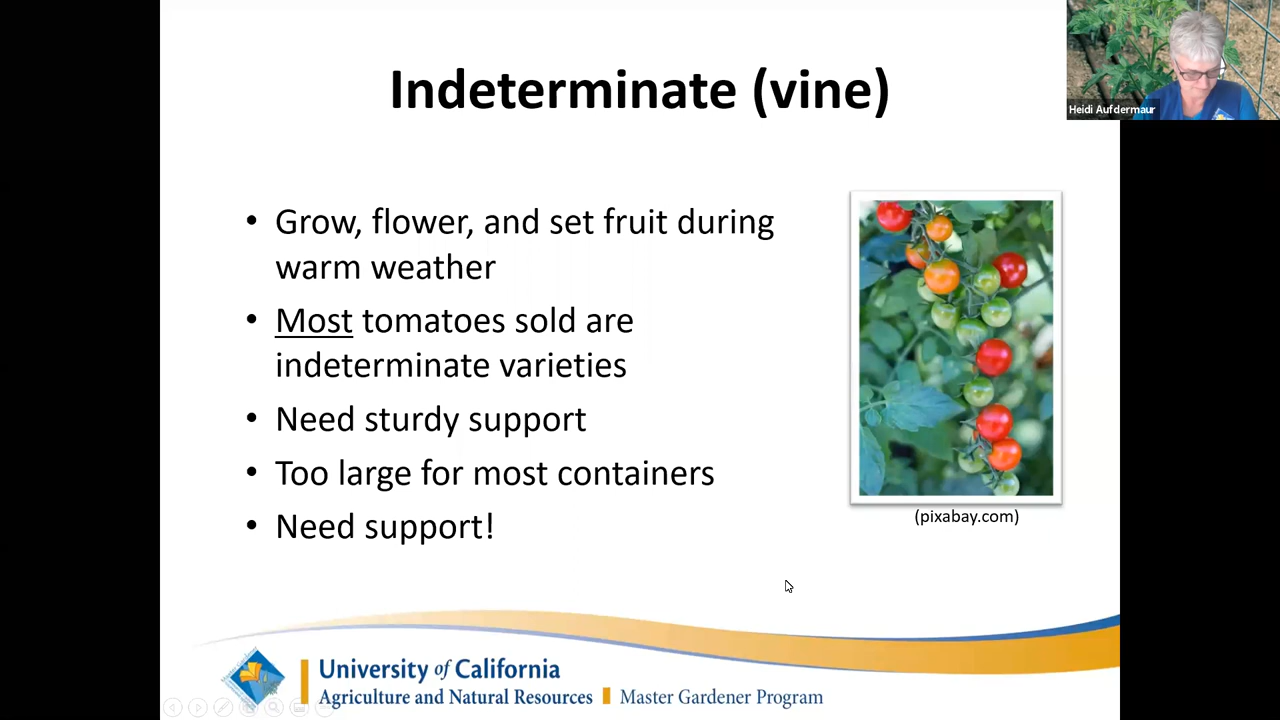 Indeterminate (vine)
Heidi Aufdermaur
• Grow, flower, and set fruit during
warm weather
• Most tomatoes sold are
indeterminate varieties
• Need sturdy support
• Too large for most containers
• Need support!
(pixabay.com)
University of California
Agriculture and Natural Resources | Master Gardener Program